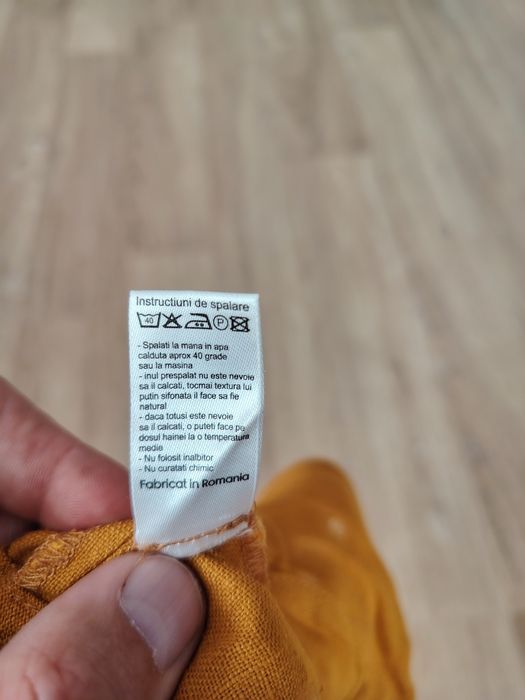 Instructiuni de spalare
40 P
- Spalati la mana in apa
calduta aprox 40 grade
sau la masina
- inul prespalat nu este nevoie
sa il calcati, tocmai textura lui
putin sifonata il face sa fie
natural
- daca totusi este nevoie
sa il calcati, o puteti face pe
dosul hainei la o temperatura
medie
- Nu folosit inalbitor
- Nu curatati chimic
Fabricat in Romania